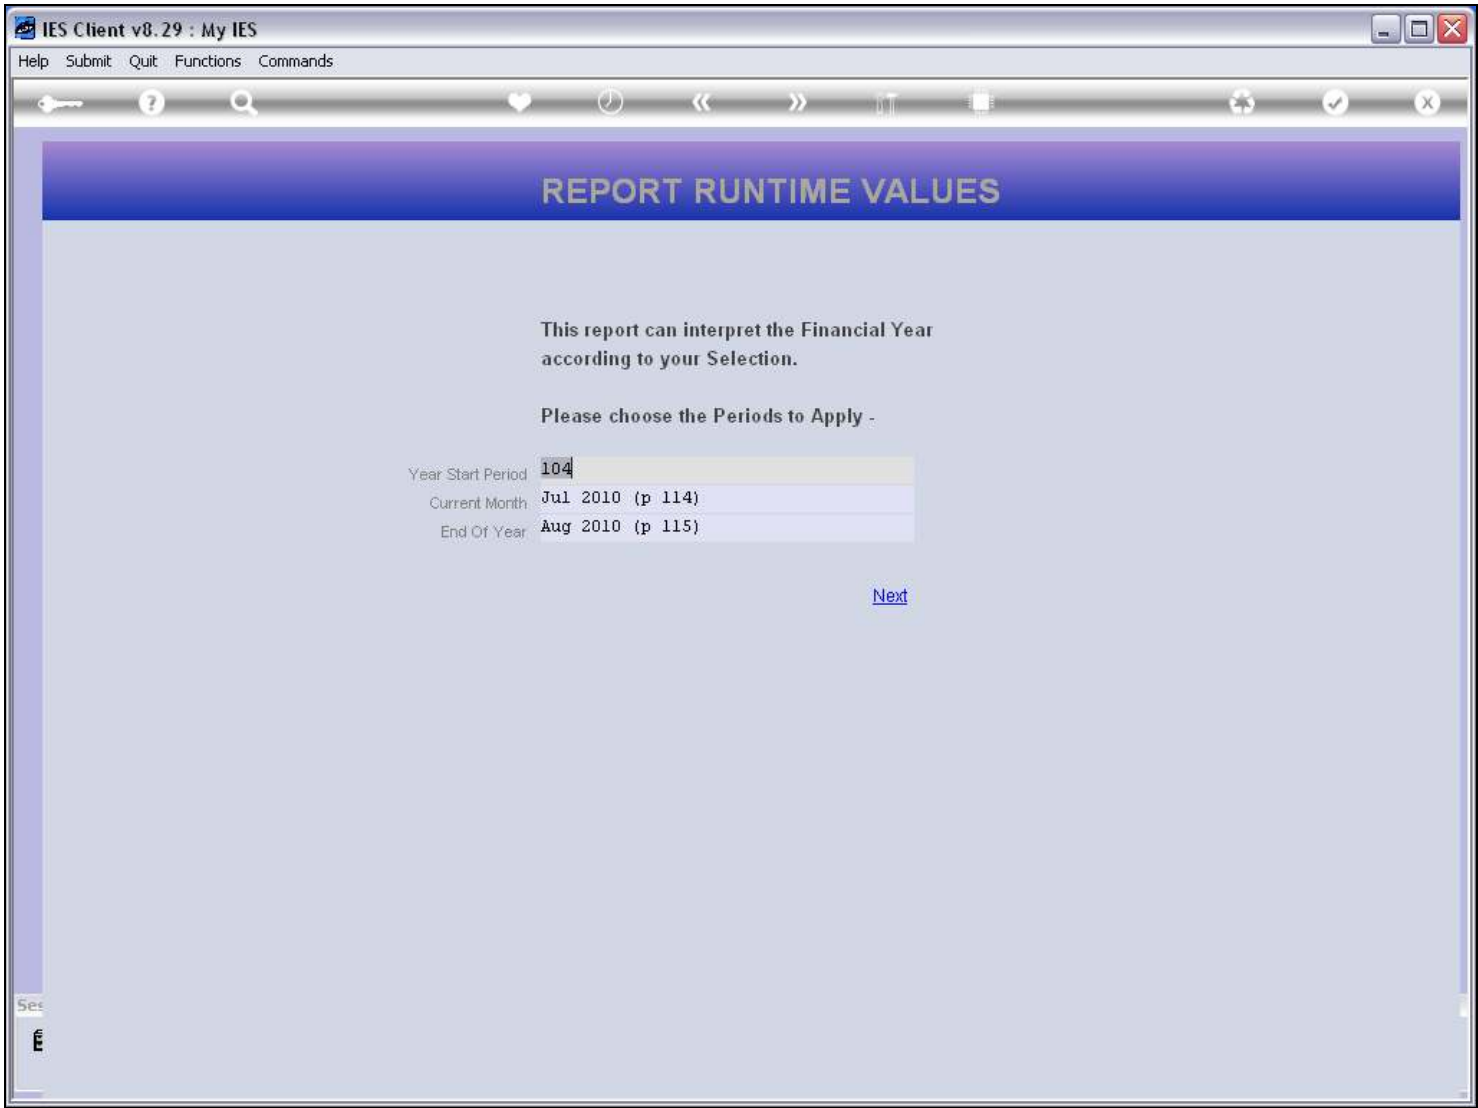 IES Client v8.29 : My IES
Help Submit Quit Functions Commands
REPORT RUNTIME VALUES
This report can interpret the Financial Year
according to your Selection.
Please choose the Periods to Apply -
Year Start Period 104
Current Month Jul 2010 (p 114)
End Of Year Aug 2010 (p 115)
Next
Ses